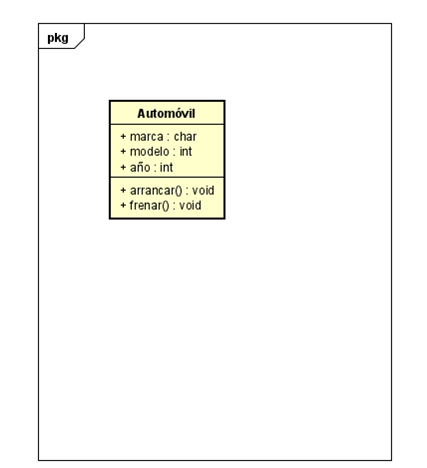 pkg
Automóvil
+ marca : char
+ modelo : int
+ año : int
+ arrancar() : void
+ frenar() : void